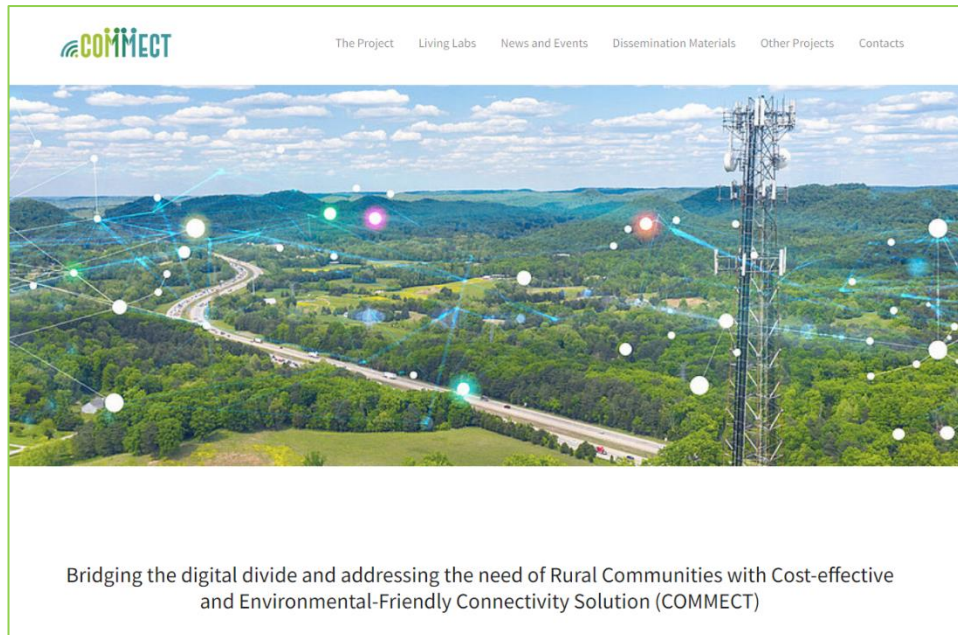 COMMECT
The Project Living Labs News and Events Dissemination Materials Other Projects Contacts
Bridging the digital divide and addressing the need of Rural Communities with Cost-effective
and Environmental-Friendly Connectivity Solution (COMMECT)